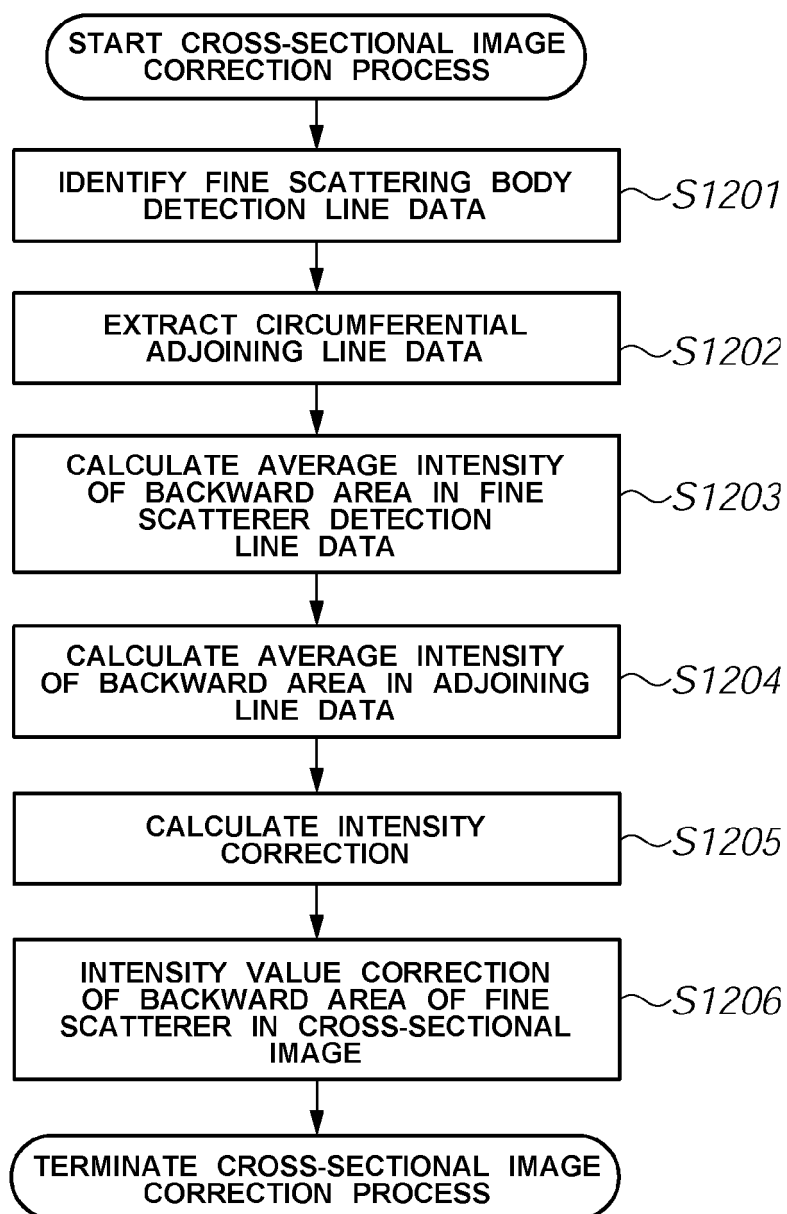 START CROSS-SECTIONAL IMAGE
CORRECTION PROCESS
IDENTIFY FINE SCATTERING BODY
DETECTION LINE DATA
S1201
EXTRACT CIRCUMFERENTIAL
ADJOINING LINE DATA
S1202
CALCULATE AVERAGE INTENSITY
OF BACKWARD AREA IN FINE
SCATTERER DETECTION
LINE DATA
S1203
CALCULATE AVERAGE INTENSITY
OF BACKWARD AREA IN ADJOINING
LINE DATA
S1204
CALCULATE INTENSITY
CORRECTION
S1205
INTENSITY VALUE CORRECTION
OF BACKWARD AREA OF FINE
SCATTERER IN CROSS-SECTIONAL
IMAGE
S1206
TERMINATE CROSS-SECTIONAL IMAGE
CORRECTION PROCESS